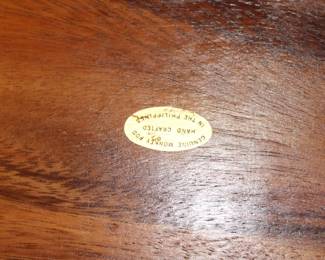 GENUINE MONKEY POD
HAND CRAFTED
IN THE PHILIPPINES